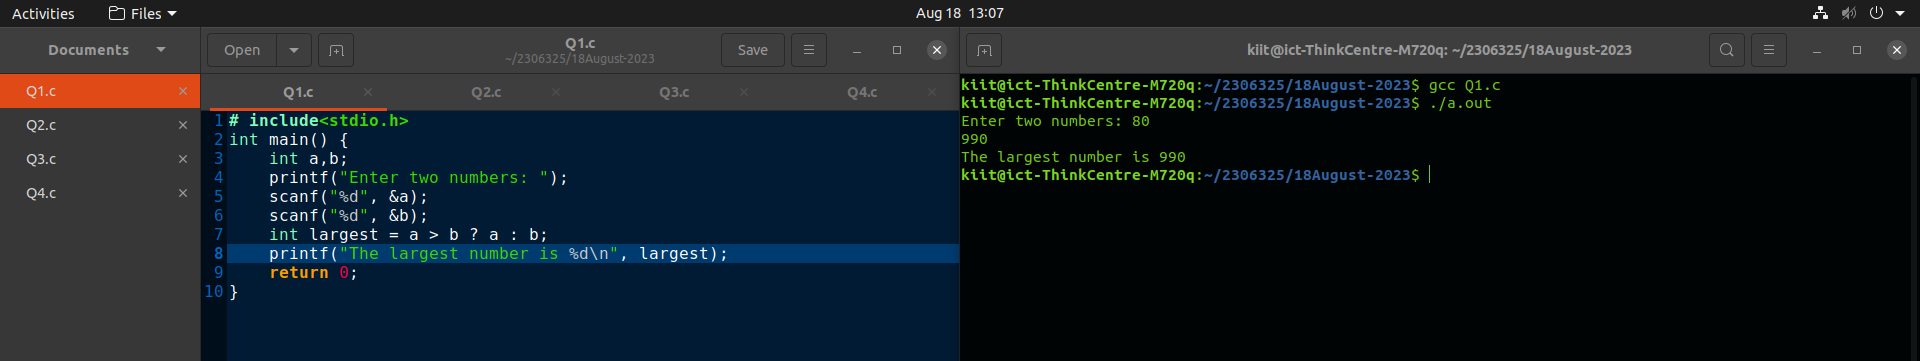 Activities Files Aug 18 13:07
Documents
Q1.c
Q2.c
Q3.c
Q4.c
Open Q1.c Save
~/2306325/18August-2023
Q1.c Q2.c Q3.c Q4.c
1 # include<stdio.h>
2 int main() {
3     int a,b;
4     printf("Enter two numbers: ");
5     scanf("%d", &a);
6     scanf("%d", &b);
7     int largest = a > b ? a : b;
8     printf("The largest number is %d\n", largest);
9     return 0;
10 }
kiit@ict-ThinkCentre-M720q: ~/2306325/18August-2023
kiit@ict-ThinkCentre-M720q:~/2306325/18August-2023$ gcc Q1.c
kiit@ict-ThinkCentre-M720q:~/2306325/18August-2023$ ./a.out
Enter two numbers: 80
990
The largest number is 990
kiit@ict-ThinkCentre-M720q:~/2306325/18August-2023$